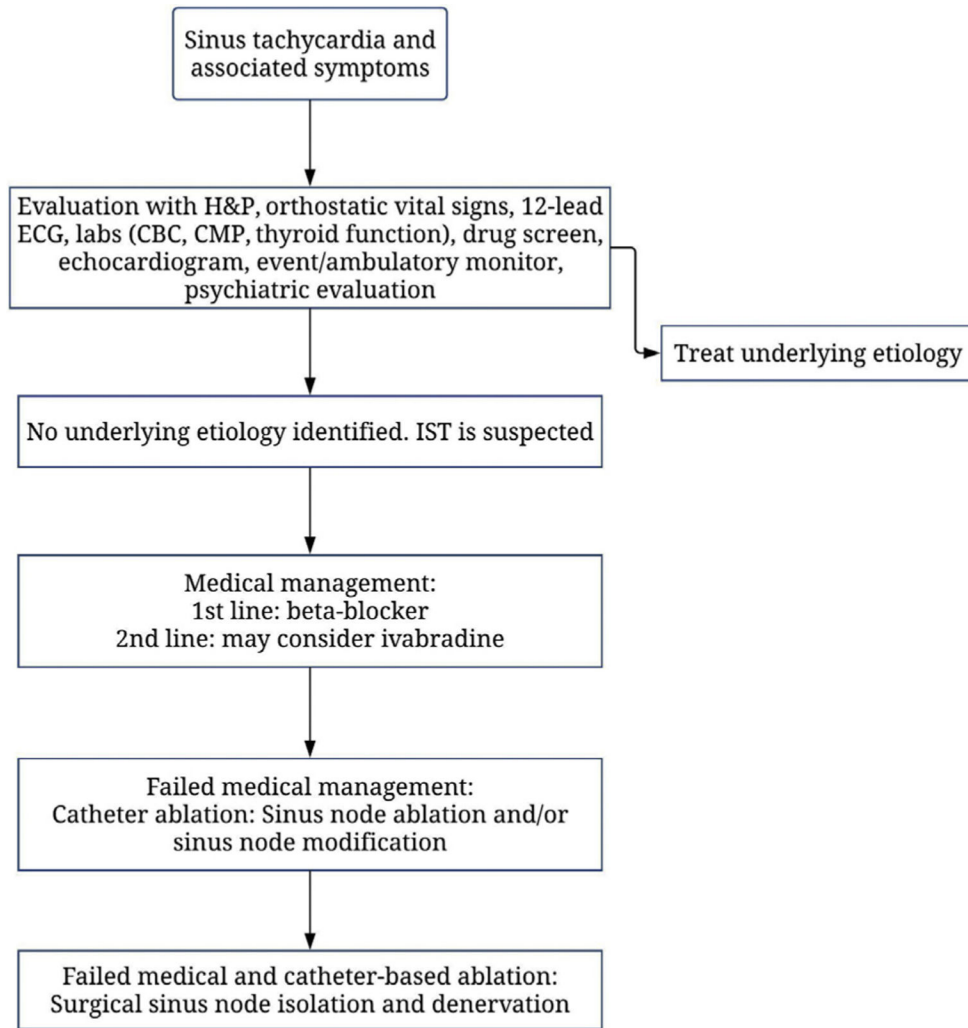 Sinus tachycardia and
associated symptoms
Evaluation with H&P, orthostatic vital signs, 12-lead
ECG, labs (CBC, CMP, thyroid function), drug screen,
echocardiogram, event/ambulatory monitor,
psychiatric evaluation
Treat underlying etiology
No underlying etiology identified. IST is suspected
Medical management:
1st line: beta-blocker
2nd line: may consider ivabradine
Failed medical management:
Catheter ablation: Sinus node ablation and/or
sinus node modification
Failed medical and catheter-based ablation:
Surgical sinus node isolation and denervation